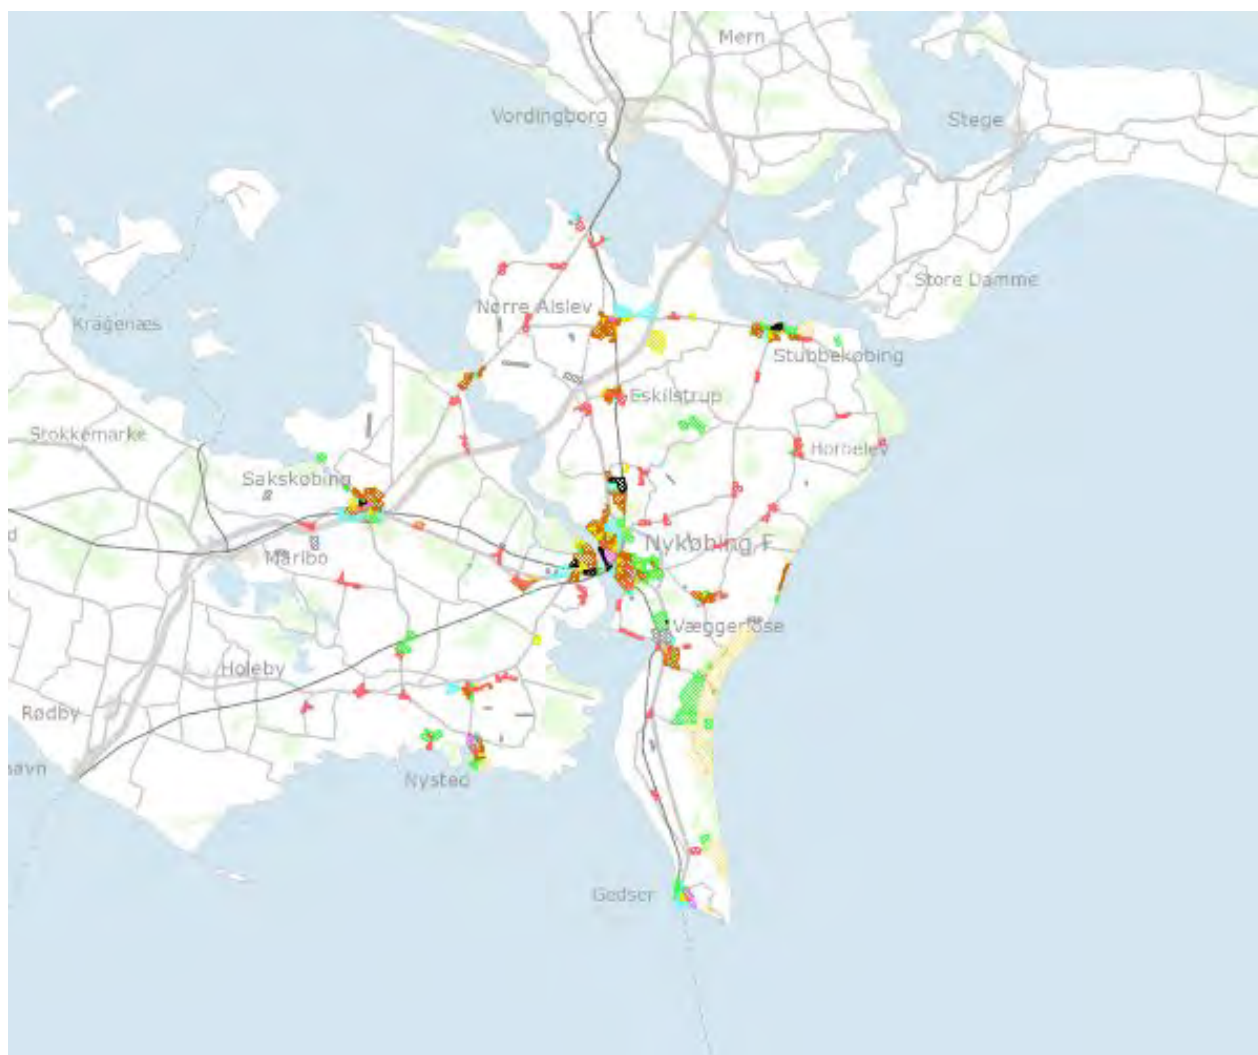 Mern
Vordingborg
Stege
Store Damme
Nørre Alslev
Kragenæs
Stubbekøbing
Eskilstrup
Stokkemarke
Horbelev
Sakskøbing
d
Nykøbing F
Maribo
Væggerløse
Holeby
Rødby
havn
Nysted
Gedser